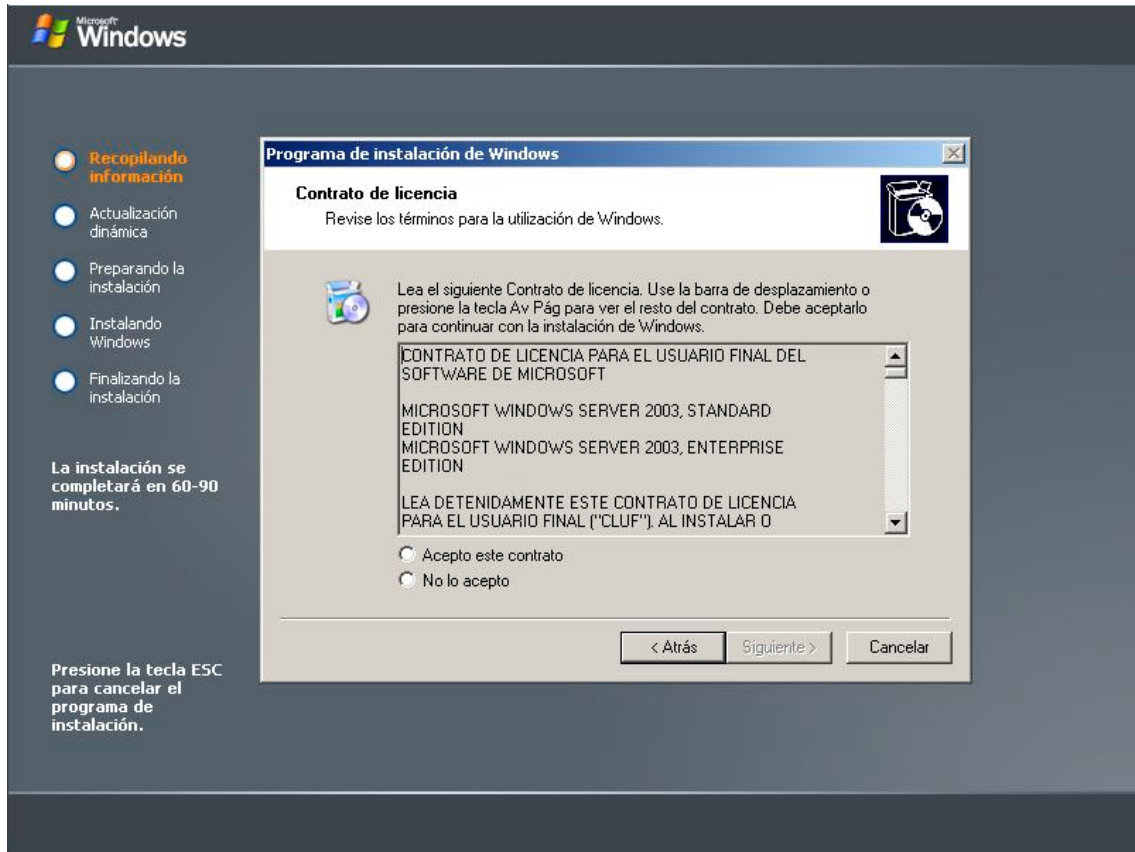 Microsoft
Windows
Recopilando
información
Actualización
dinámica
Preparando la
instalación
Instalando
Windows
Finalizando la
instalación
La instalación se
completará en 60-90
minutos.
Presione la tecla ESC
para cancelar el
programa de
instalación.
Programa de instalación de Windows
Contrato de licencia
Revise los términos para la utilización de Windows.
Lea el siguiente Contrato de licencia. Use la barra de desplazamiento o
presione la tecla Av Pág para ver el resto del contrato. Debe aceptarlo
para continuar con la instalación de Windows.
CONTRATO DE LICENCIA PARA EL USUARIO FINAL DEL
SOFTWARE DE MICROSOFT
MICROSOFT WINDOWS SERVER 2003, STANDARD
EDITION
MICROSOFT WINDOWS SERVER 2003, ENTERPRISE
EDITION
LEA DETENIDAMENTE ESTE CONTRATO DE LICENCIA
PARA EL USUARIO FINAL ("CLUF"). AL INSTALAR O
Acepto este contrato
No lo acepto
< Atrás
Siguiente >
Cancelar